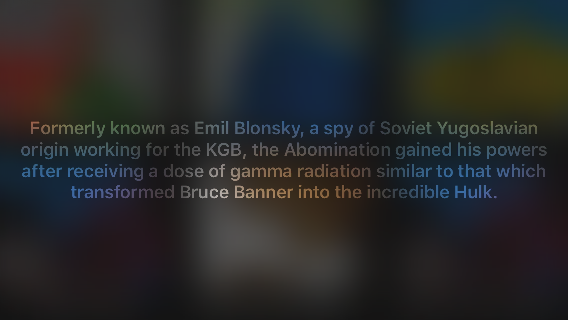 Formerly known as Emil Blonsky, a spy of Soviet Yugoslavian
origin working for the KGB, the Abomination gained his powers
after receiving a dose of gamma radiation similar to that which
transformed Bruce Banner into the incredible Hulk.